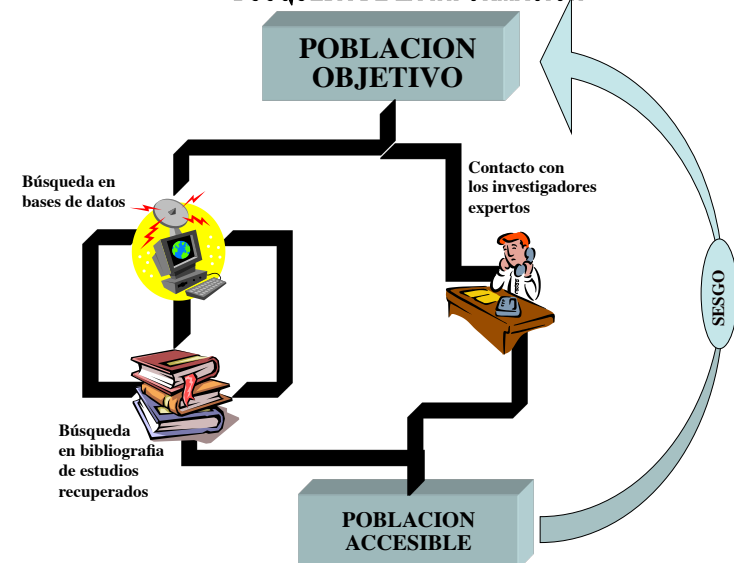 POBLACION
OBJETIVO
Contacto con
los investigadores
expertos
Búsqueda en
bases de datos
SESGO
Búsqueda
en bibliografia
de estudios
recuperados
POBLACION
ACCESIBLE